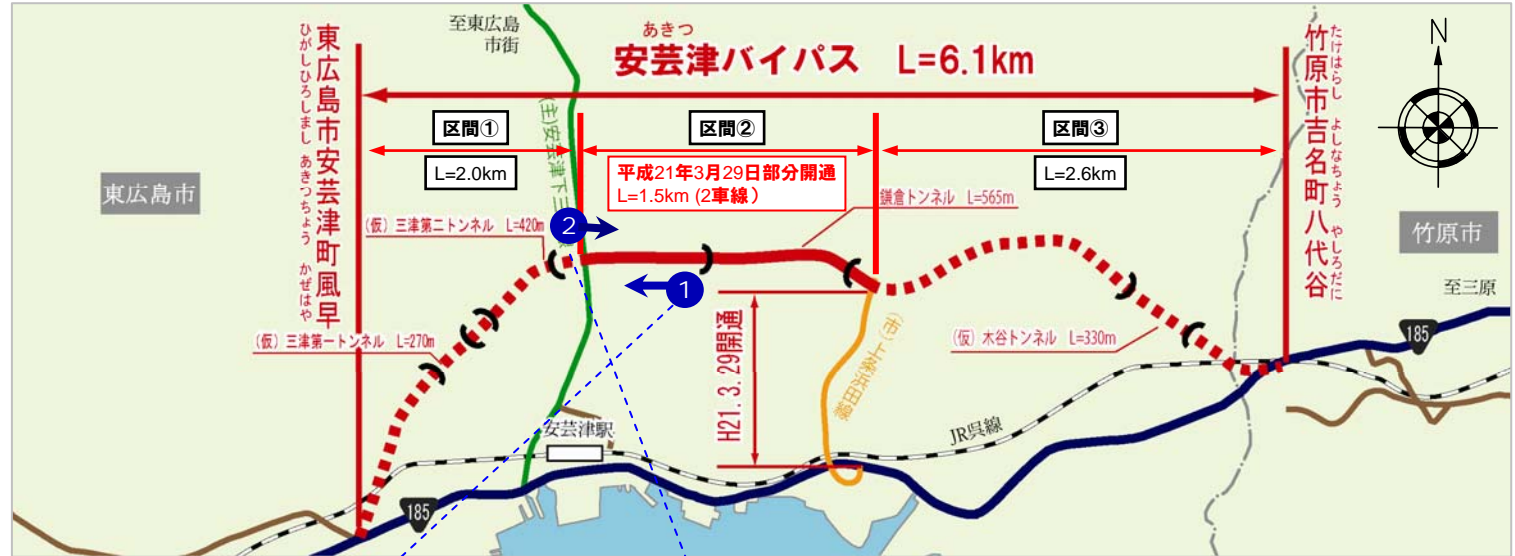 至東広島
市街
あきつ
安芸津バイパス L=6.1km
N
東広島市安芸津町風早
ひがしひろしまし あきつちょう かぜはや
竹原市吉名町八代谷
たけはらし よしなちょう やしろだに
区間①
区間②
区間③
L=2.0km
平成21年3月29日部分開通
L=1.5km (2車線)
L=2.6km
(主)安芸津下三
東広島市
竹原市
鎌倉トンネル L=565m
(仮) 三津第二トンネル L=420m
2
1
至三原
185
(仮) 三津第一トンネル L=270m
H21.3.29開通
(市)上条浜田線
(仮) 木谷トンネル L=330m
安芸津駅
JR呉線
185